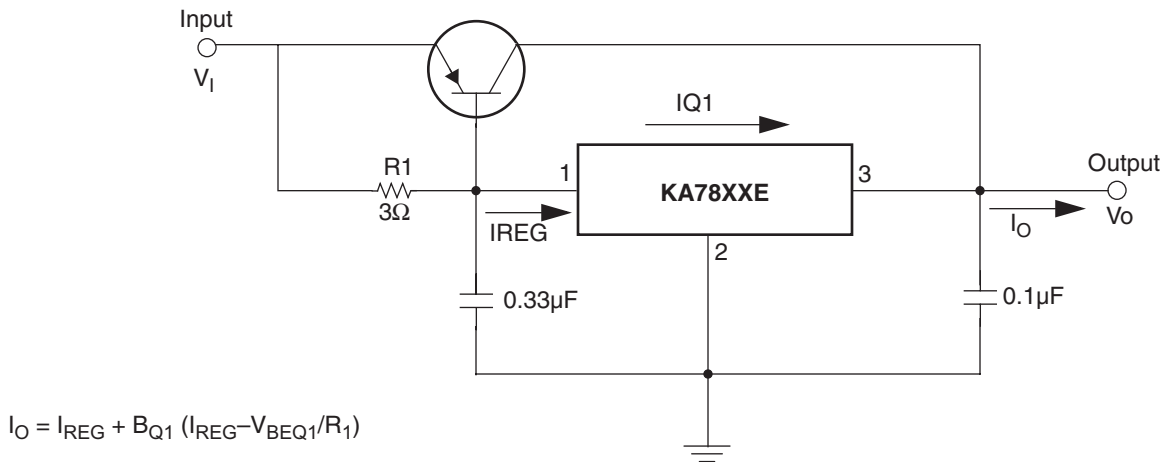 Input
V_I
IQ1
R1
3Ω
1
KA78XXE
3
Output
Vo
IREG
I_O
2
0.33μF
0.1μF
I_O = I_REG + B_Q1 (I_REG–V_BEQ1/R_1)